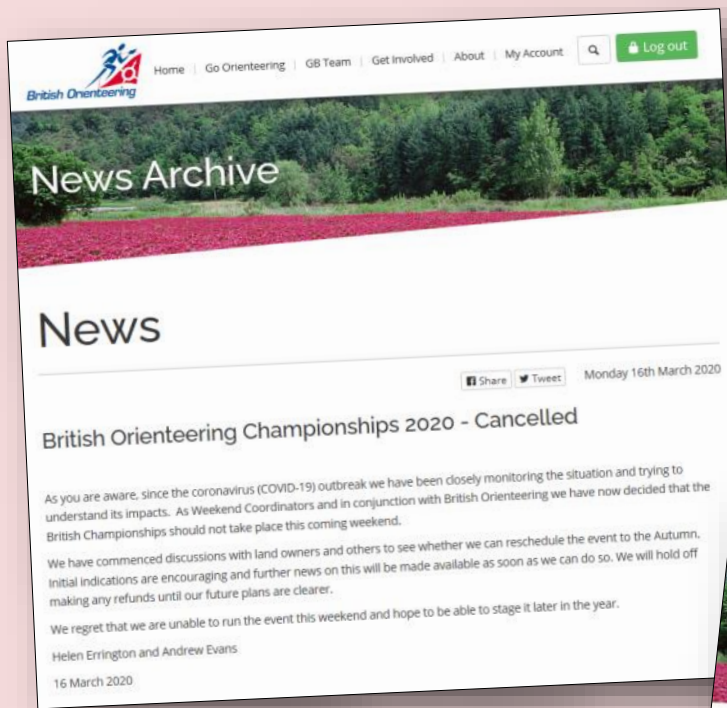 British Orienteering
Home
Go Orienteering
GB Team
Get Involved
About
My Account
Log out
News Archive
News
Share
Tweet
Monday 16th March 2020
British Orienteering Championships 2020 - Cancelled
As you are aware, since the coronavirus (COVID-19) outbreak we have been closely monitoring the situation and trying to
understand its impacts. As Weekend Coordinators and in conjunction with British Orienteering we have now decided that the
British Championships should not take place this coming weekend.
We have commenced discussions with land owners and others to see whether we can reschedule the event to the Autumn.
Initial indications are encouraging and further news on this will be made available as soon as we can do so. We will hold off
making any refunds until our future plans are clearer.
We regret that we are unable to run the event this weekend and hope to be able to stage it later in the year.
Helen Errington and Andrew Evans
16 March 2020